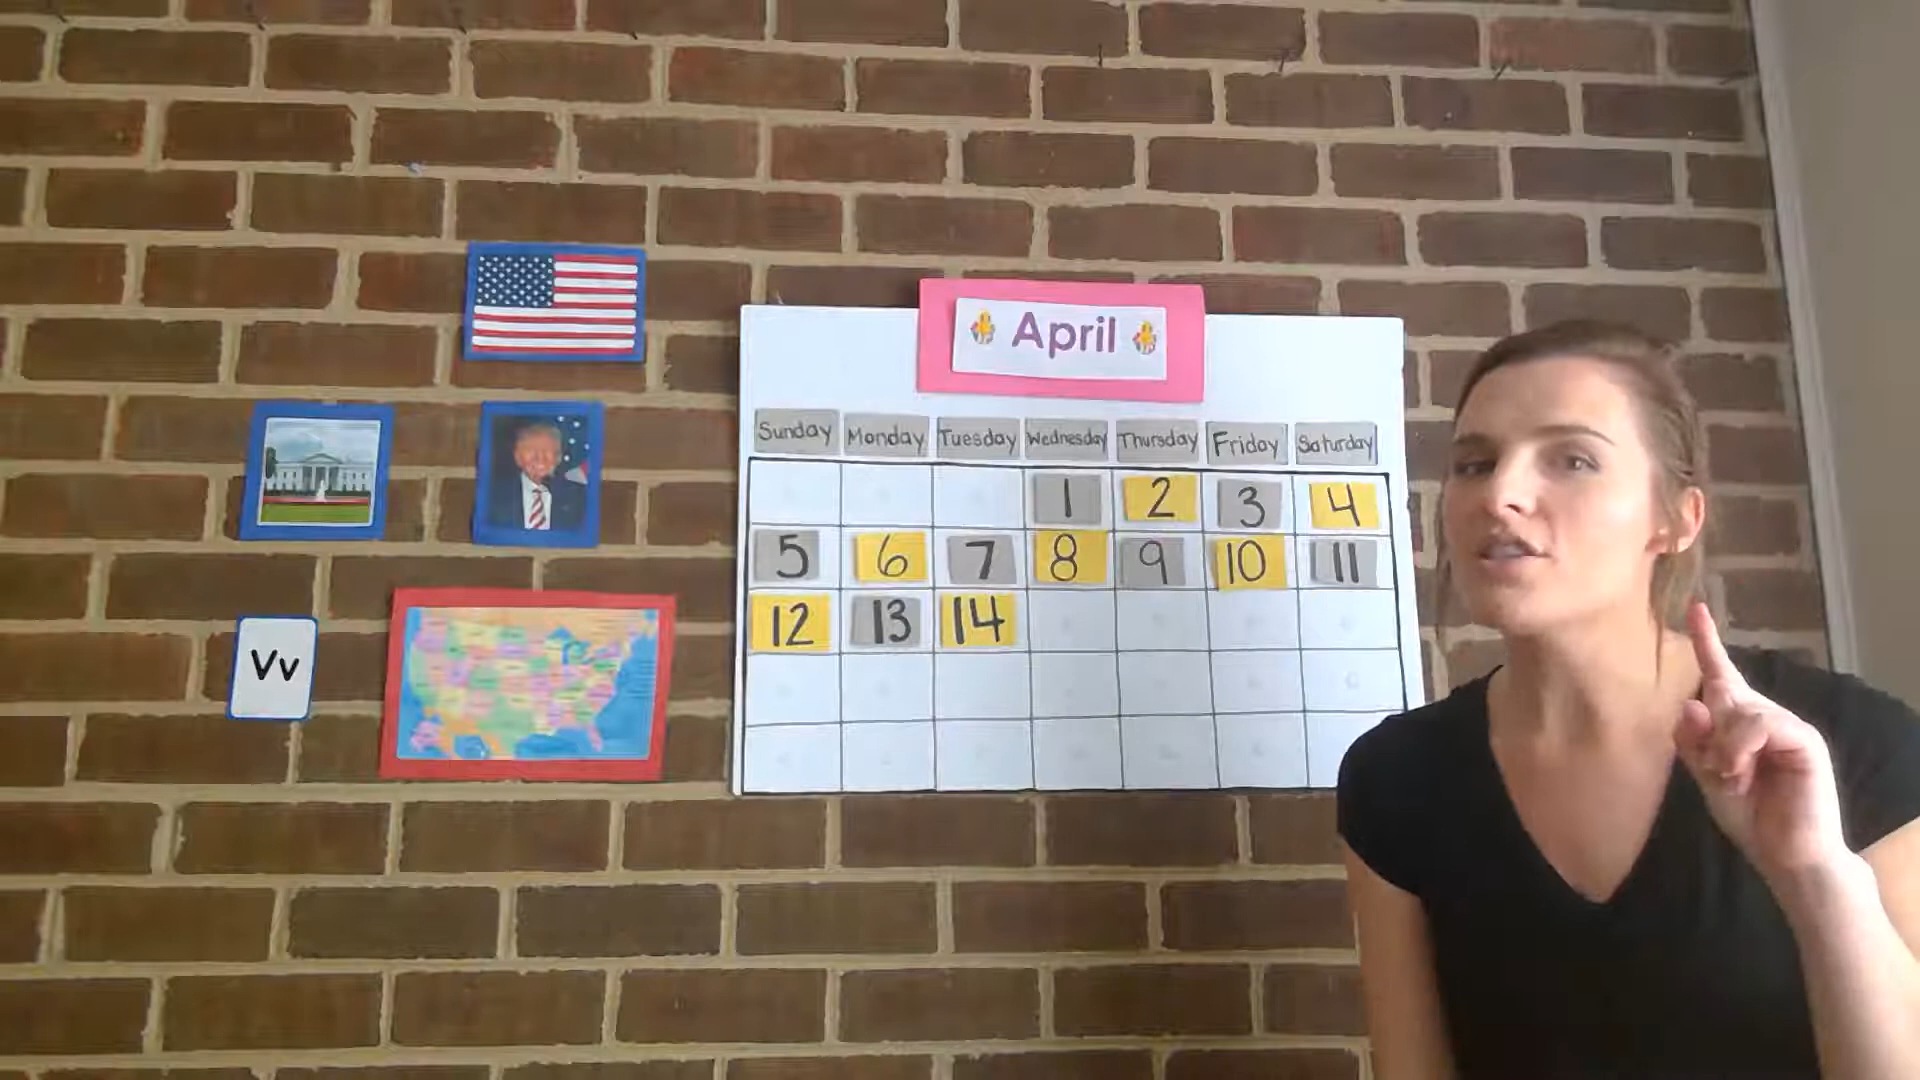 April
Sunday Monday Tuesday Wednesday Thursday Friday Saturday
1 2 3 4
5 6 7 8 9 10 11
12 13 14
Vv